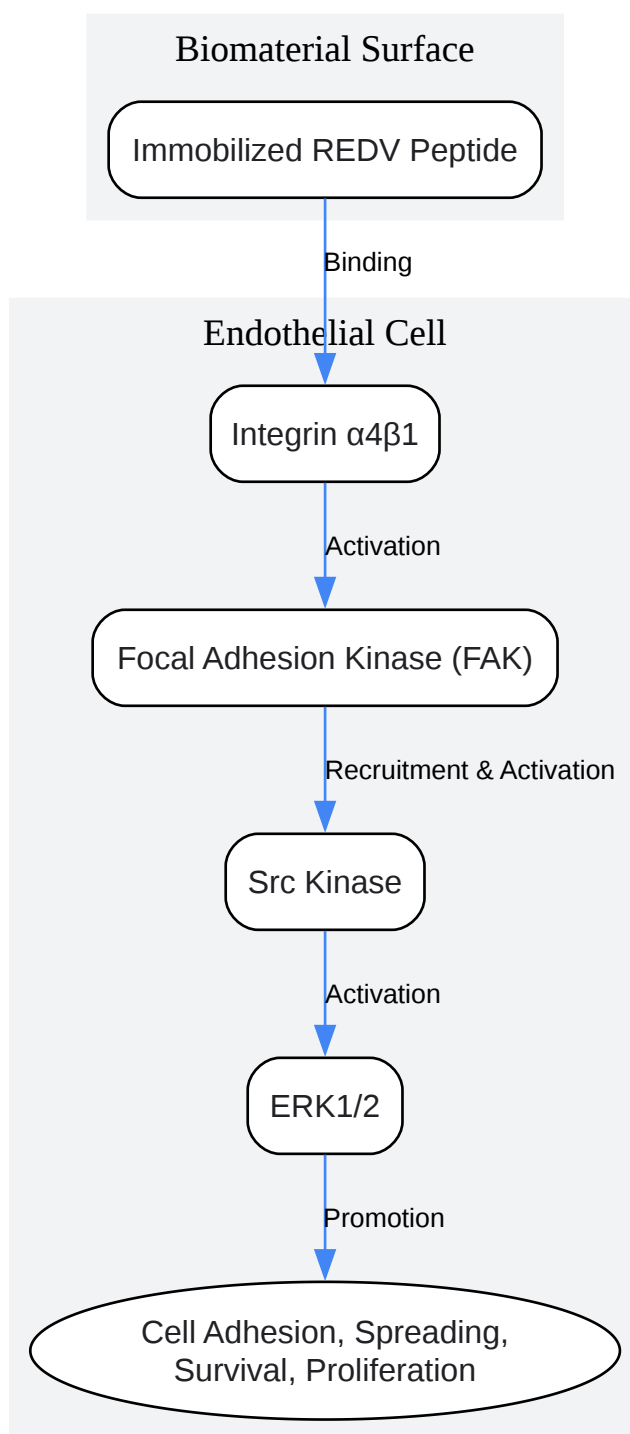 Biomaterial Surface
Immobilized REDV Peptide
Binding
Endothelial Cell
Integrin α4β1
Activation
Focal Adhesion Kinase (FAK)
Recruitment & Activation
Src Kinase
Activation
ERK1/2
Promotion
Cell Adhesion, Spreading,
Survival, Proliferation